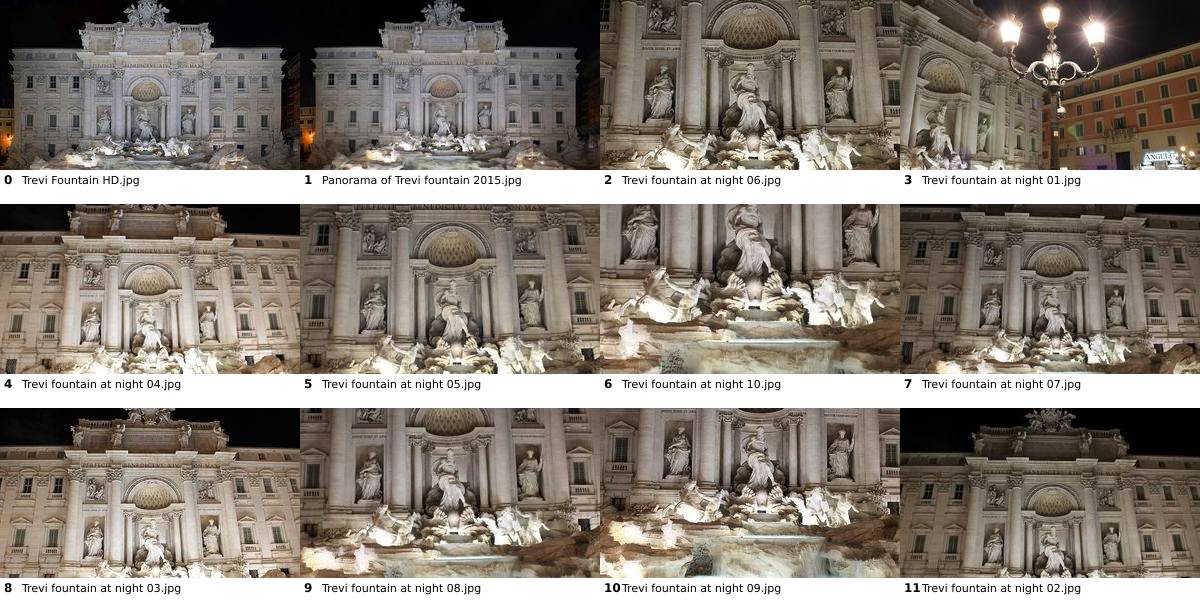 0 Trevi Fountain HD.jpg
1 Panorama of Trevi fountain 2015.jpg
2 Trevi fountain at night 06.jpg
ANGELO
3 Trevi fountain at night 01.jpg
4 Trevi fountain at night 04.jpg
5 Trevi fountain at night 05.jpg
6 Trevi fountain at night 10.jpg
7 Trevi fountain at night 07.jpg
8 Trevi fountain at night 03.jpg
9 Trevi fountain at night 08.jpg
10 Trevi fountain at night 09.jpg
11 Trevi fountain at night 02.jpg